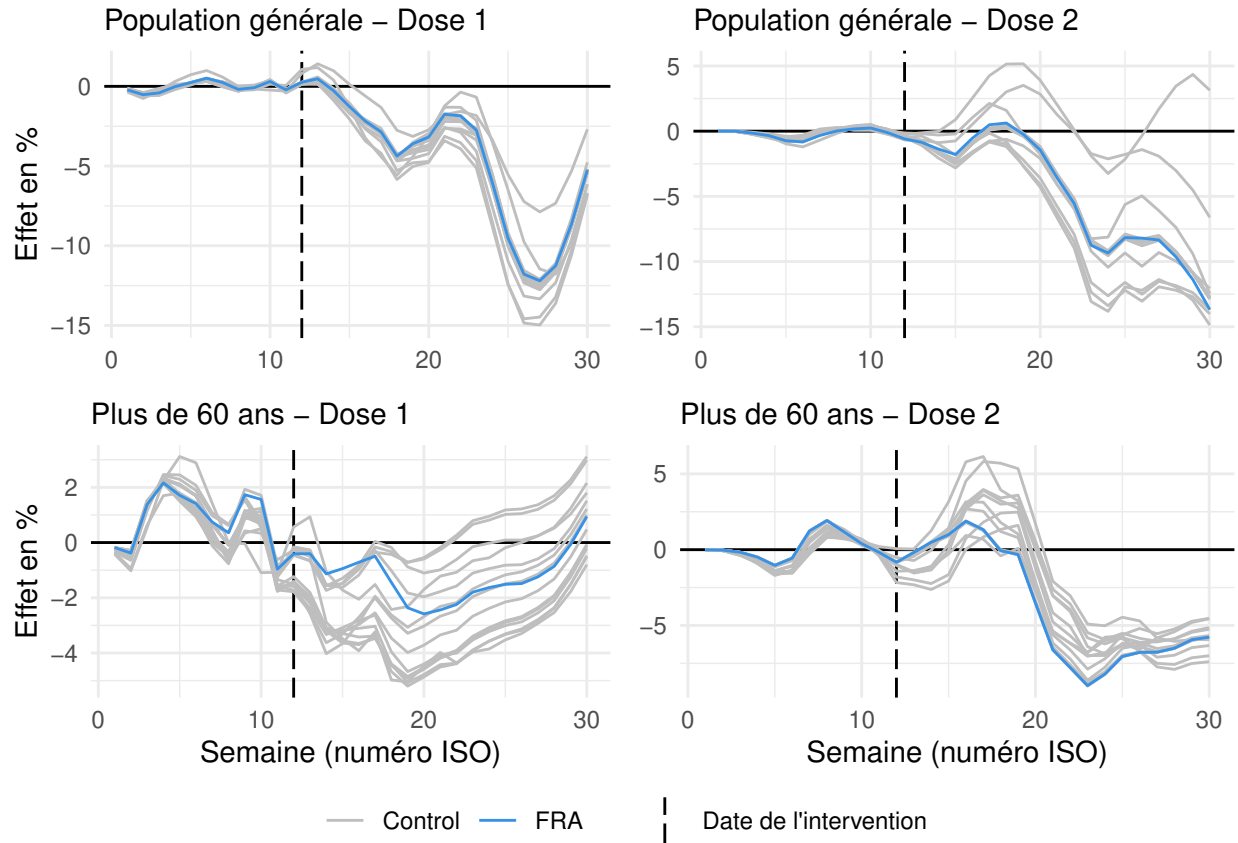 Population générale − Dose 1
Population générale − Dose 2
Effet en %
0
−5
−10
−15
0
10
20
30
5
0
−5
−10
−15
0
10
20
30
Plus de 60 ans − Dose 1
Plus de 60 ans − Dose 2
Effet en %
2
0
−2
−4
0
10
20
30
5
0
−5
0
10
20
30
Semaine (numéro ISO)
Semaine (numéro ISO)
Control
FRA
Date de l'intervention